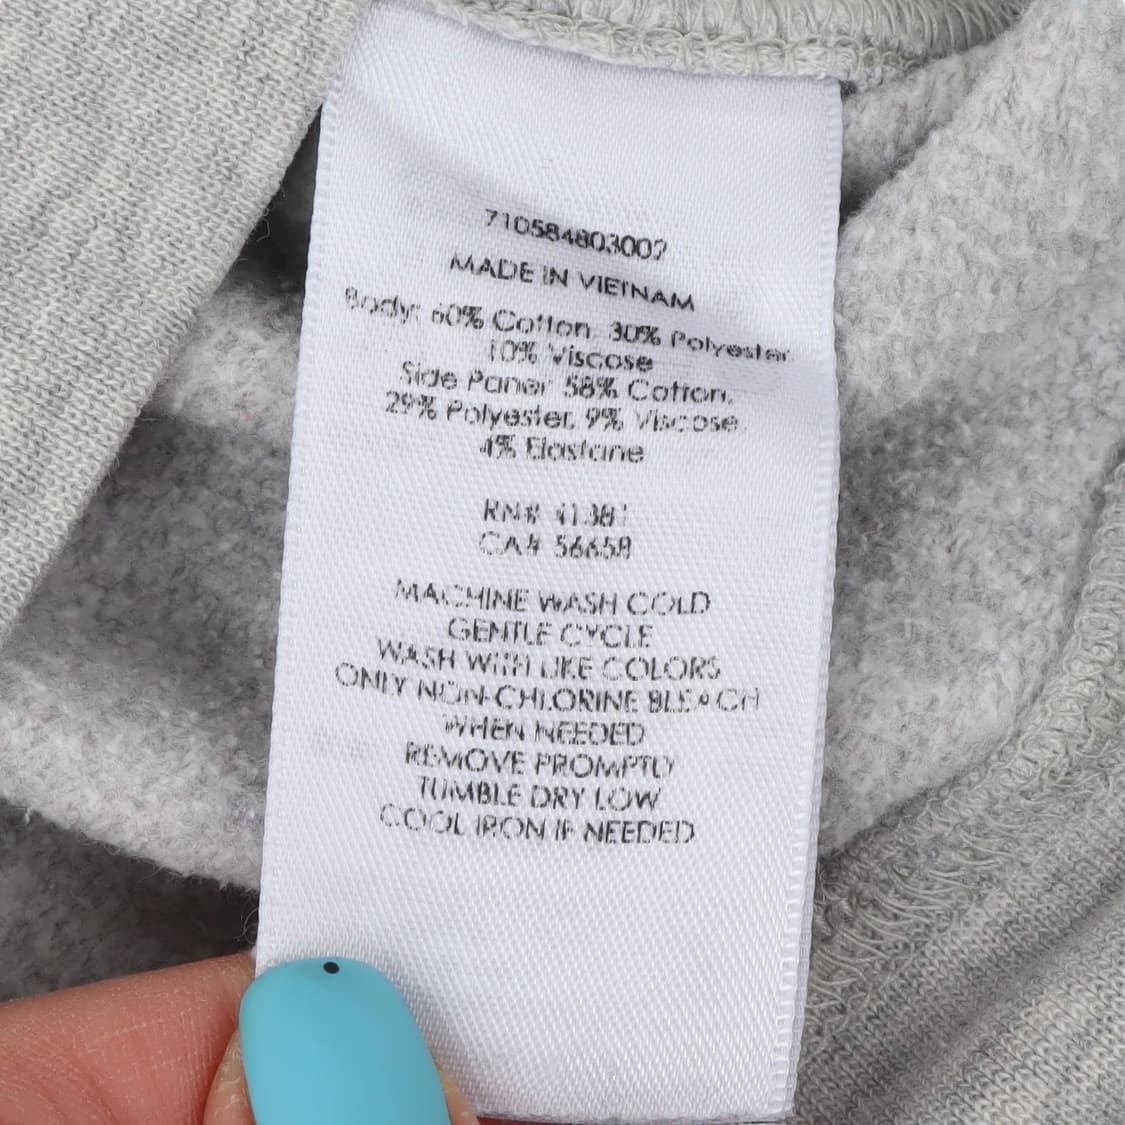 710584803002
MADE IN VIETNAM
Body: 60% Cotton, 30% Polyester
10% Viscose
Side Panel 58% Cotton,
29% Polyester, 9% Viscose,
4% Elastane
RN# 41381
CA# 56658
MACHINE WASH COLD
GENTLE CYCLE
WASH WITH LIKE COLORS
ONLY NON-CHLORINE BLEACH
WHEN NEEDED
REMOVE PROMPTLY
TUMBLE DRY LOW
COOL IRON IF NEEDED